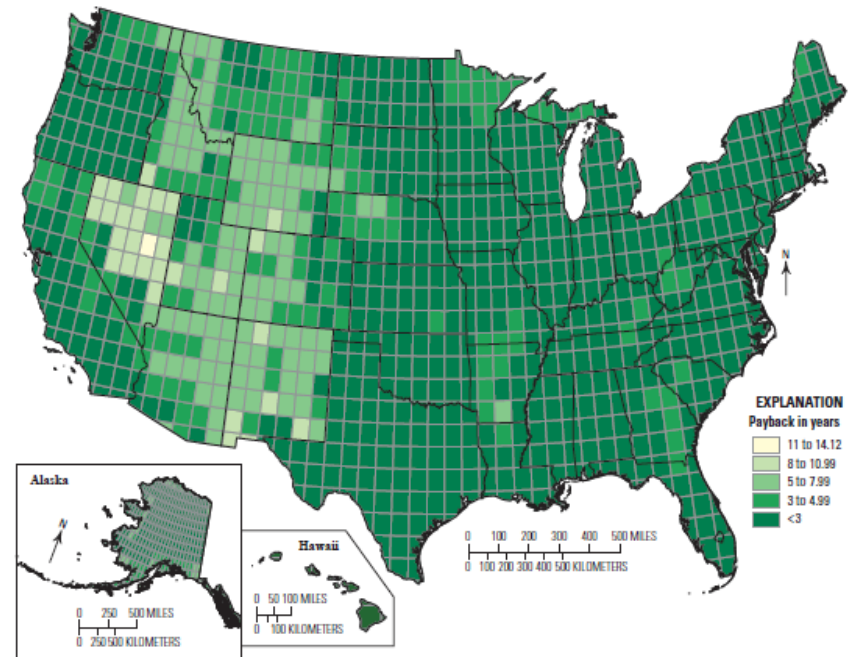 N
EXPLANATION
Payback in years
11 to 14.12
8 to 10.99
5 to 7.99
3 to 4.99
<3
Alaska
N
0 250 500 MILES
0 250 500 KILOMETERS
Hawaii
0 50 100 MILES
0 100 KILOMETERS
0 100 200 300 400 500 MILES
0 100 200 300 400 500 KILOMETERS